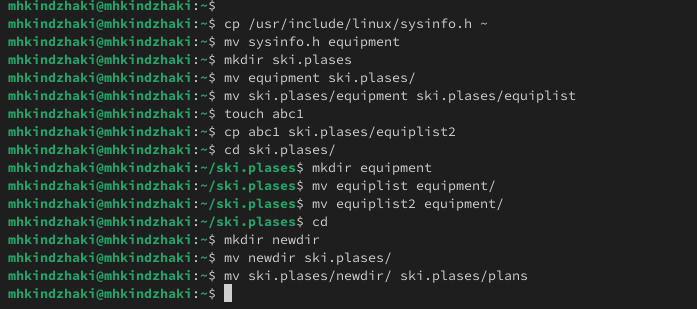 mhkindzhaki@mhkindzhaki:~$
mhkindzhaki@mhkindzhaki:~$ cp /usr/include/linux/sysinfo.h ~
mhkindzhaki@mhkindzhaki:~$ mv sysinfo.h equipment
mhkindzhaki@mhkindzhaki:~$ mkdir ski.plases
mhkindzhaki@mhkindzhaki:~$ mv equipment ski.plases/
mhkindzhaki@mhkindzhaki:~$ mv ski.plases/equipment ski.plases/equiplist
mhkindzhaki@mhkindzhaki:~$ touch abc1
mhkindzhaki@mhkindzhaki:~$ cp abc1 ski.plases/equiplist2
mhkindzhaki@mhkindzhaki:~$ cd ski.plases/
mhkindzhaki@mhkindzhaki:~/ski.plases$ mkdir equipment
mhkindzhaki@mhkindzhaki:~/ski.plases$ mv equiplist equipment/
mhkindzhaki@mhkindzhaki:~/ski.plases$ mv equiplist2 equipment/
mhkindzhaki@mhkindzhaki:~/ski.plases$ cd
mhkindzhaki@mhkindzhaki:~$ mkdir newdir
mhkindzhaki@mhkindzhaki:~$ mv newdir ski.plases/
mhkindzhaki@mhkindzhaki:~$ mv ski.plases/newdir/ ski.plases/plans
mhkindzhaki@mhkindzhaki:~$